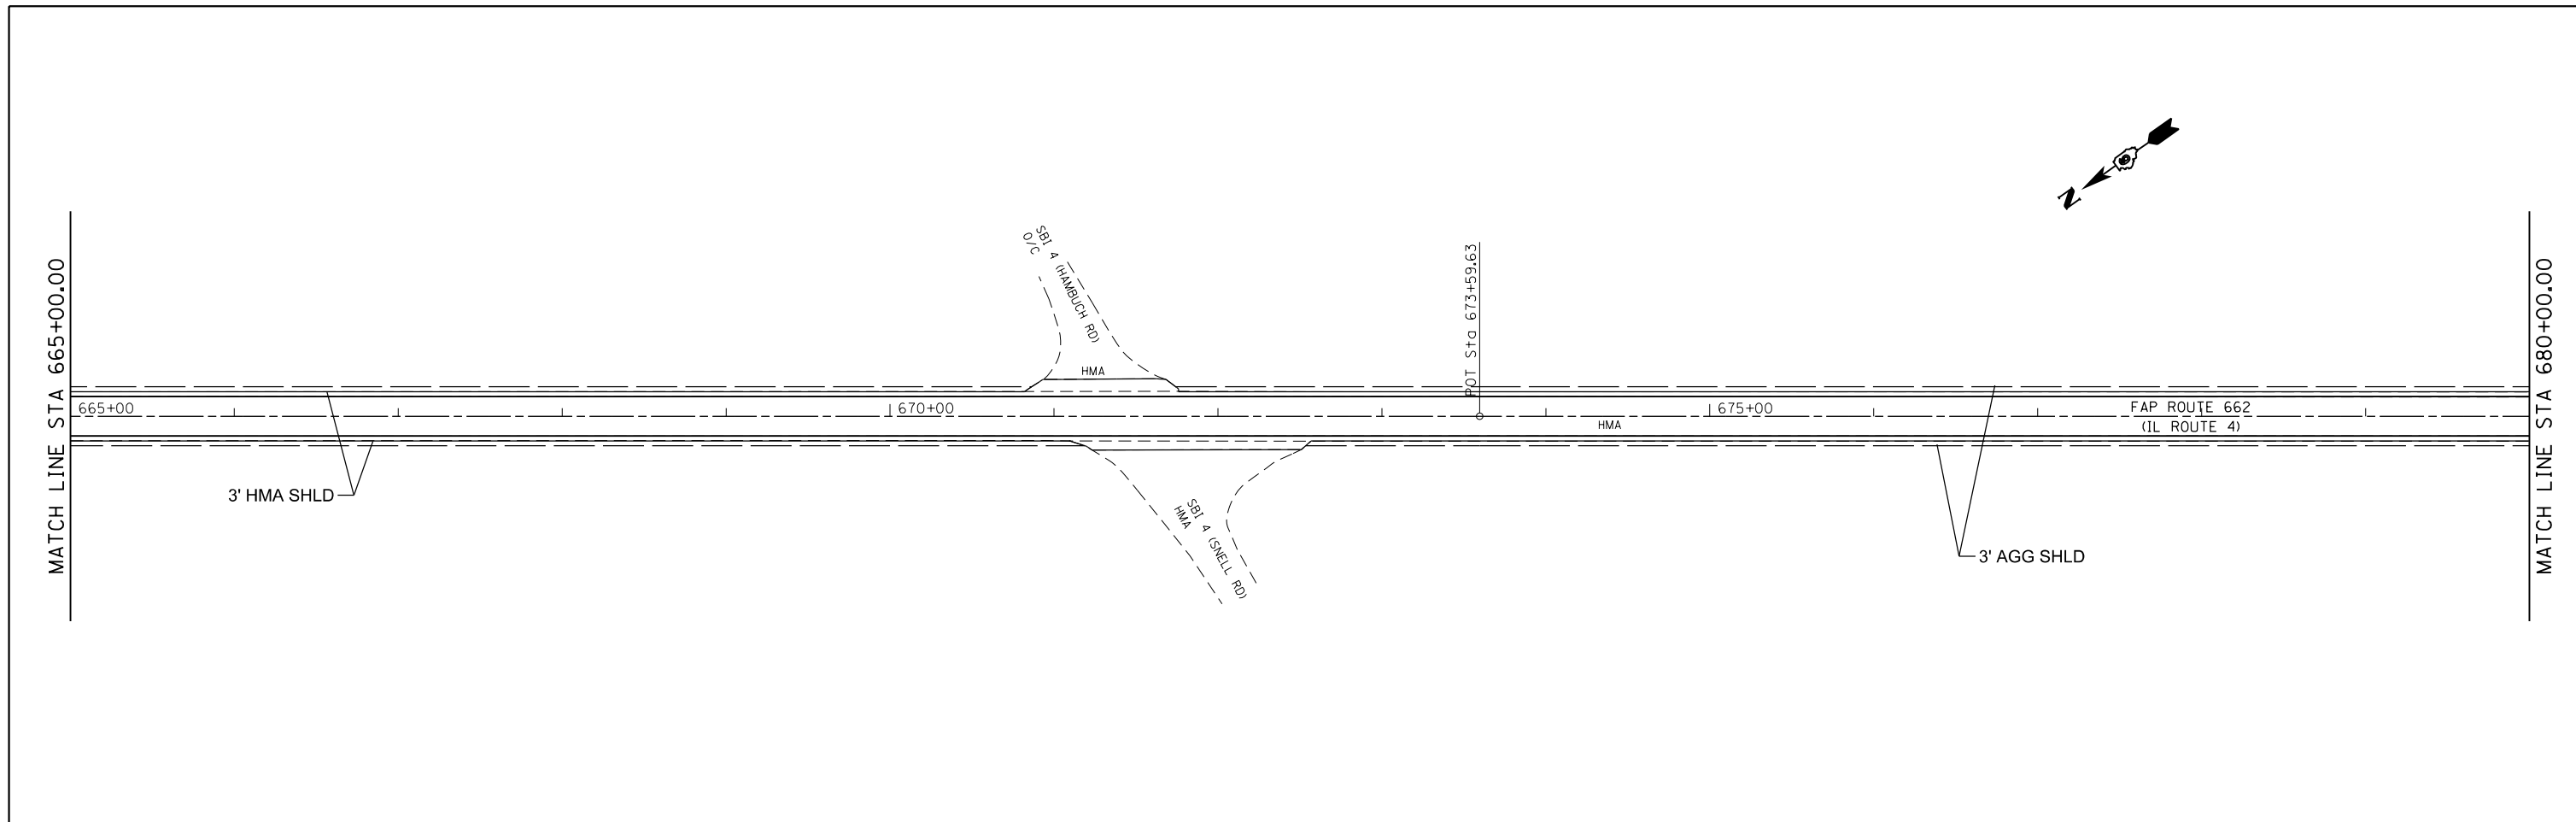 MATCH LINE STA 665+00.00
665+00
3' HMA SHLD
SBI 4 (HAMBUCH RD)
O/C
HMA
670+00
SBI 4 (SNELL RD)
HMA
POT Sta 673+59.63
HMA
675+00
6
N
FAP ROUTE 662
(IL ROUTE 4)
3' AGG SHLD
MATCH LINE STA 680+00.00